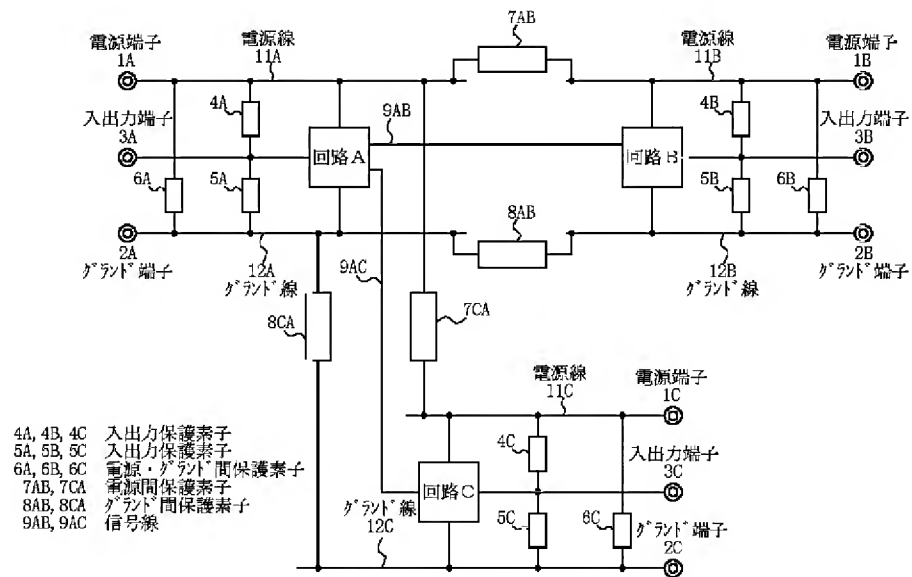 7AB
電源端子
1A
電源線
11A
電源線
11B
電源端子
1B
入出力端子
3A
4A
9AB
4B
入出力端子
3B
回路A
回路B
6A
5A
5B
6B
8AB
2A
グランド端子
12A
グランド線
9AC
12B
グランド線
2B
グランド端子
8CA
7CA
電源線
11C
電源端子
1C
4A, 4B, 4C 入出力保護素子
5A, 5B, 5C 入出力保護素子
6A, 6B, 6C 電源・グランド間保護素子
7AB, 7CA 電源間保護素子
8AB, 8CA グランド間保護素子
9AB, 9AC 信号線
4C
入出力端子
3C
回路C
グランド線
12C
5C
6C
グランド端子
2C